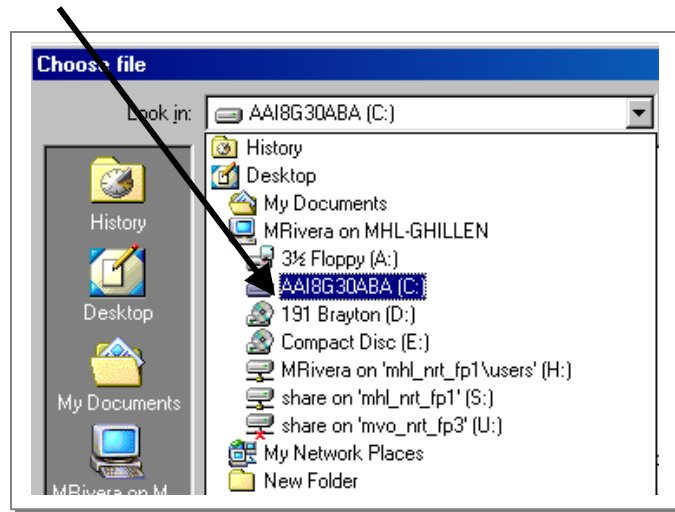 Choose file
Look in: AAI8G30ABA (C:)
History
Desktop
My Documents
MRivera on MHL-GHILLEN
3½ Floppy (A:)
AAI8G30ABA (C:)
191 Brayton (D:)
Compact Disc (E:)
MRivera on 'mhl_nrt_fp1\users' (H:)
share on 'mhl_nrt_fp1' (S:)
share on 'mvo_nrt_fp3' (U:)
My Network Places
New Folder
History
Desktop
My Documents
MRivera on M...